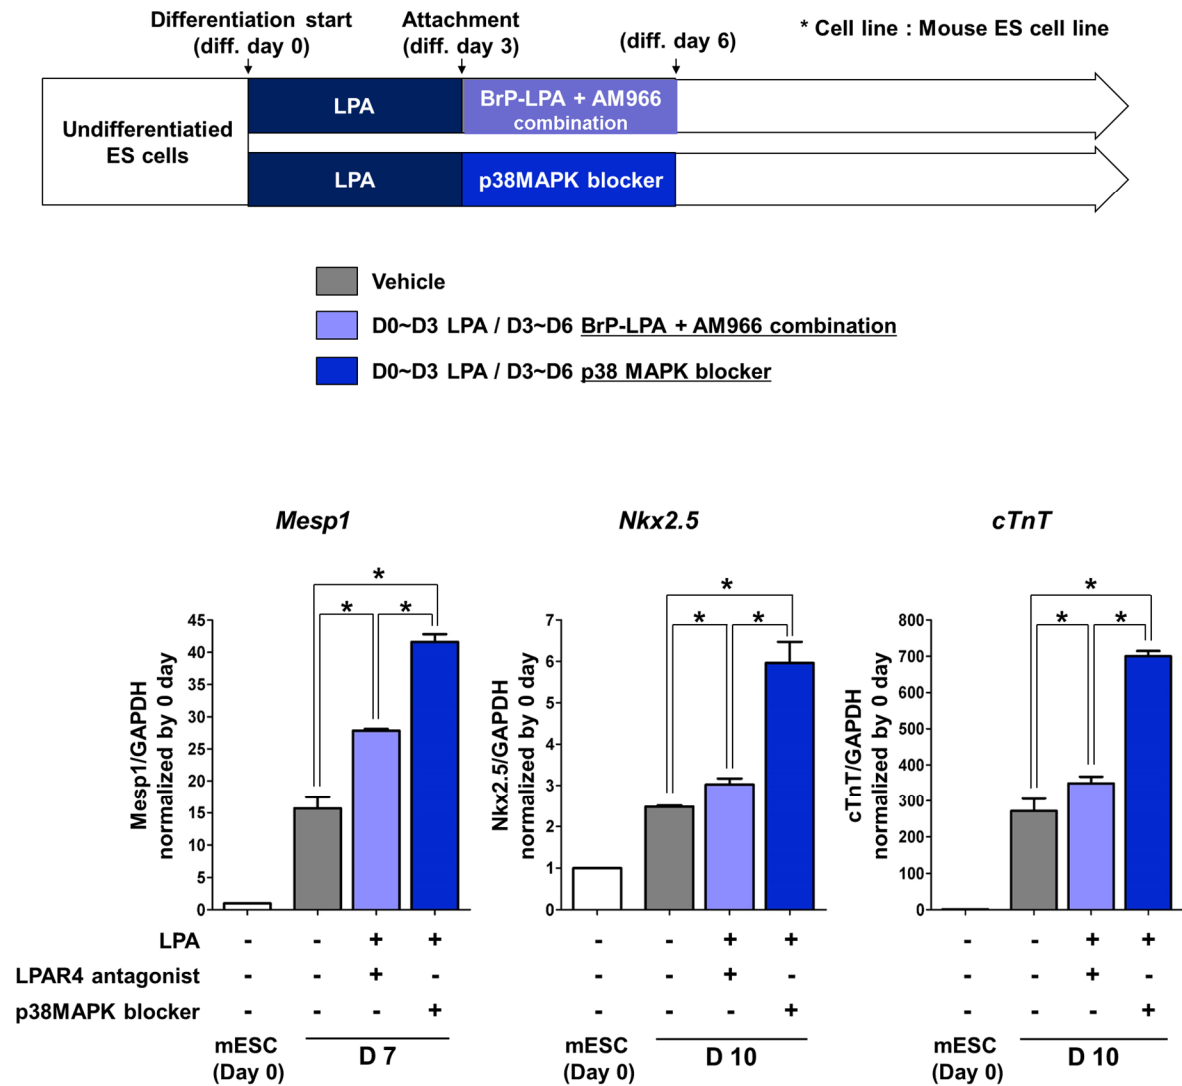 Differentiation start
(diff. day 0)
Attachment
(diff. day 3)
(diff. day 6)
* Cell line : Mouse ES cell line
Undifferentiatied
ES cells
LPA
BrP-LPA + AM966
combination
LPA
p38MAPK blocker
Vehicle
D0~D3 LPA / D3~D6 BrP-LPA + AM966 combination
D0~D3 LPA / D3~D6 p38 MAPK blocker
Mesp1
Mesp1/GAPDH
normalized by 0 day
45
40
35
30
25
20
15
10
5
0
*
*
*
Nkx2.5
Nkx2.5/GAPDH
normalized by 0 day
7
6
5
4
3
2
1
0
*
*
*
cTnT
cTnT/GAPDH
normalized by 0 day
800
700
600
500
400
300
200
100
0
*
*
*
LPA - - + + - - + + - - + +
LPAR4 antagonist - - + - - - + - - - + -
p38MAPK blocker - - - + - - - + - - - +
mESC
(Day 0)
D 7
mESC
(Day 0)
D 10
mESC
(Day 0)
D 10